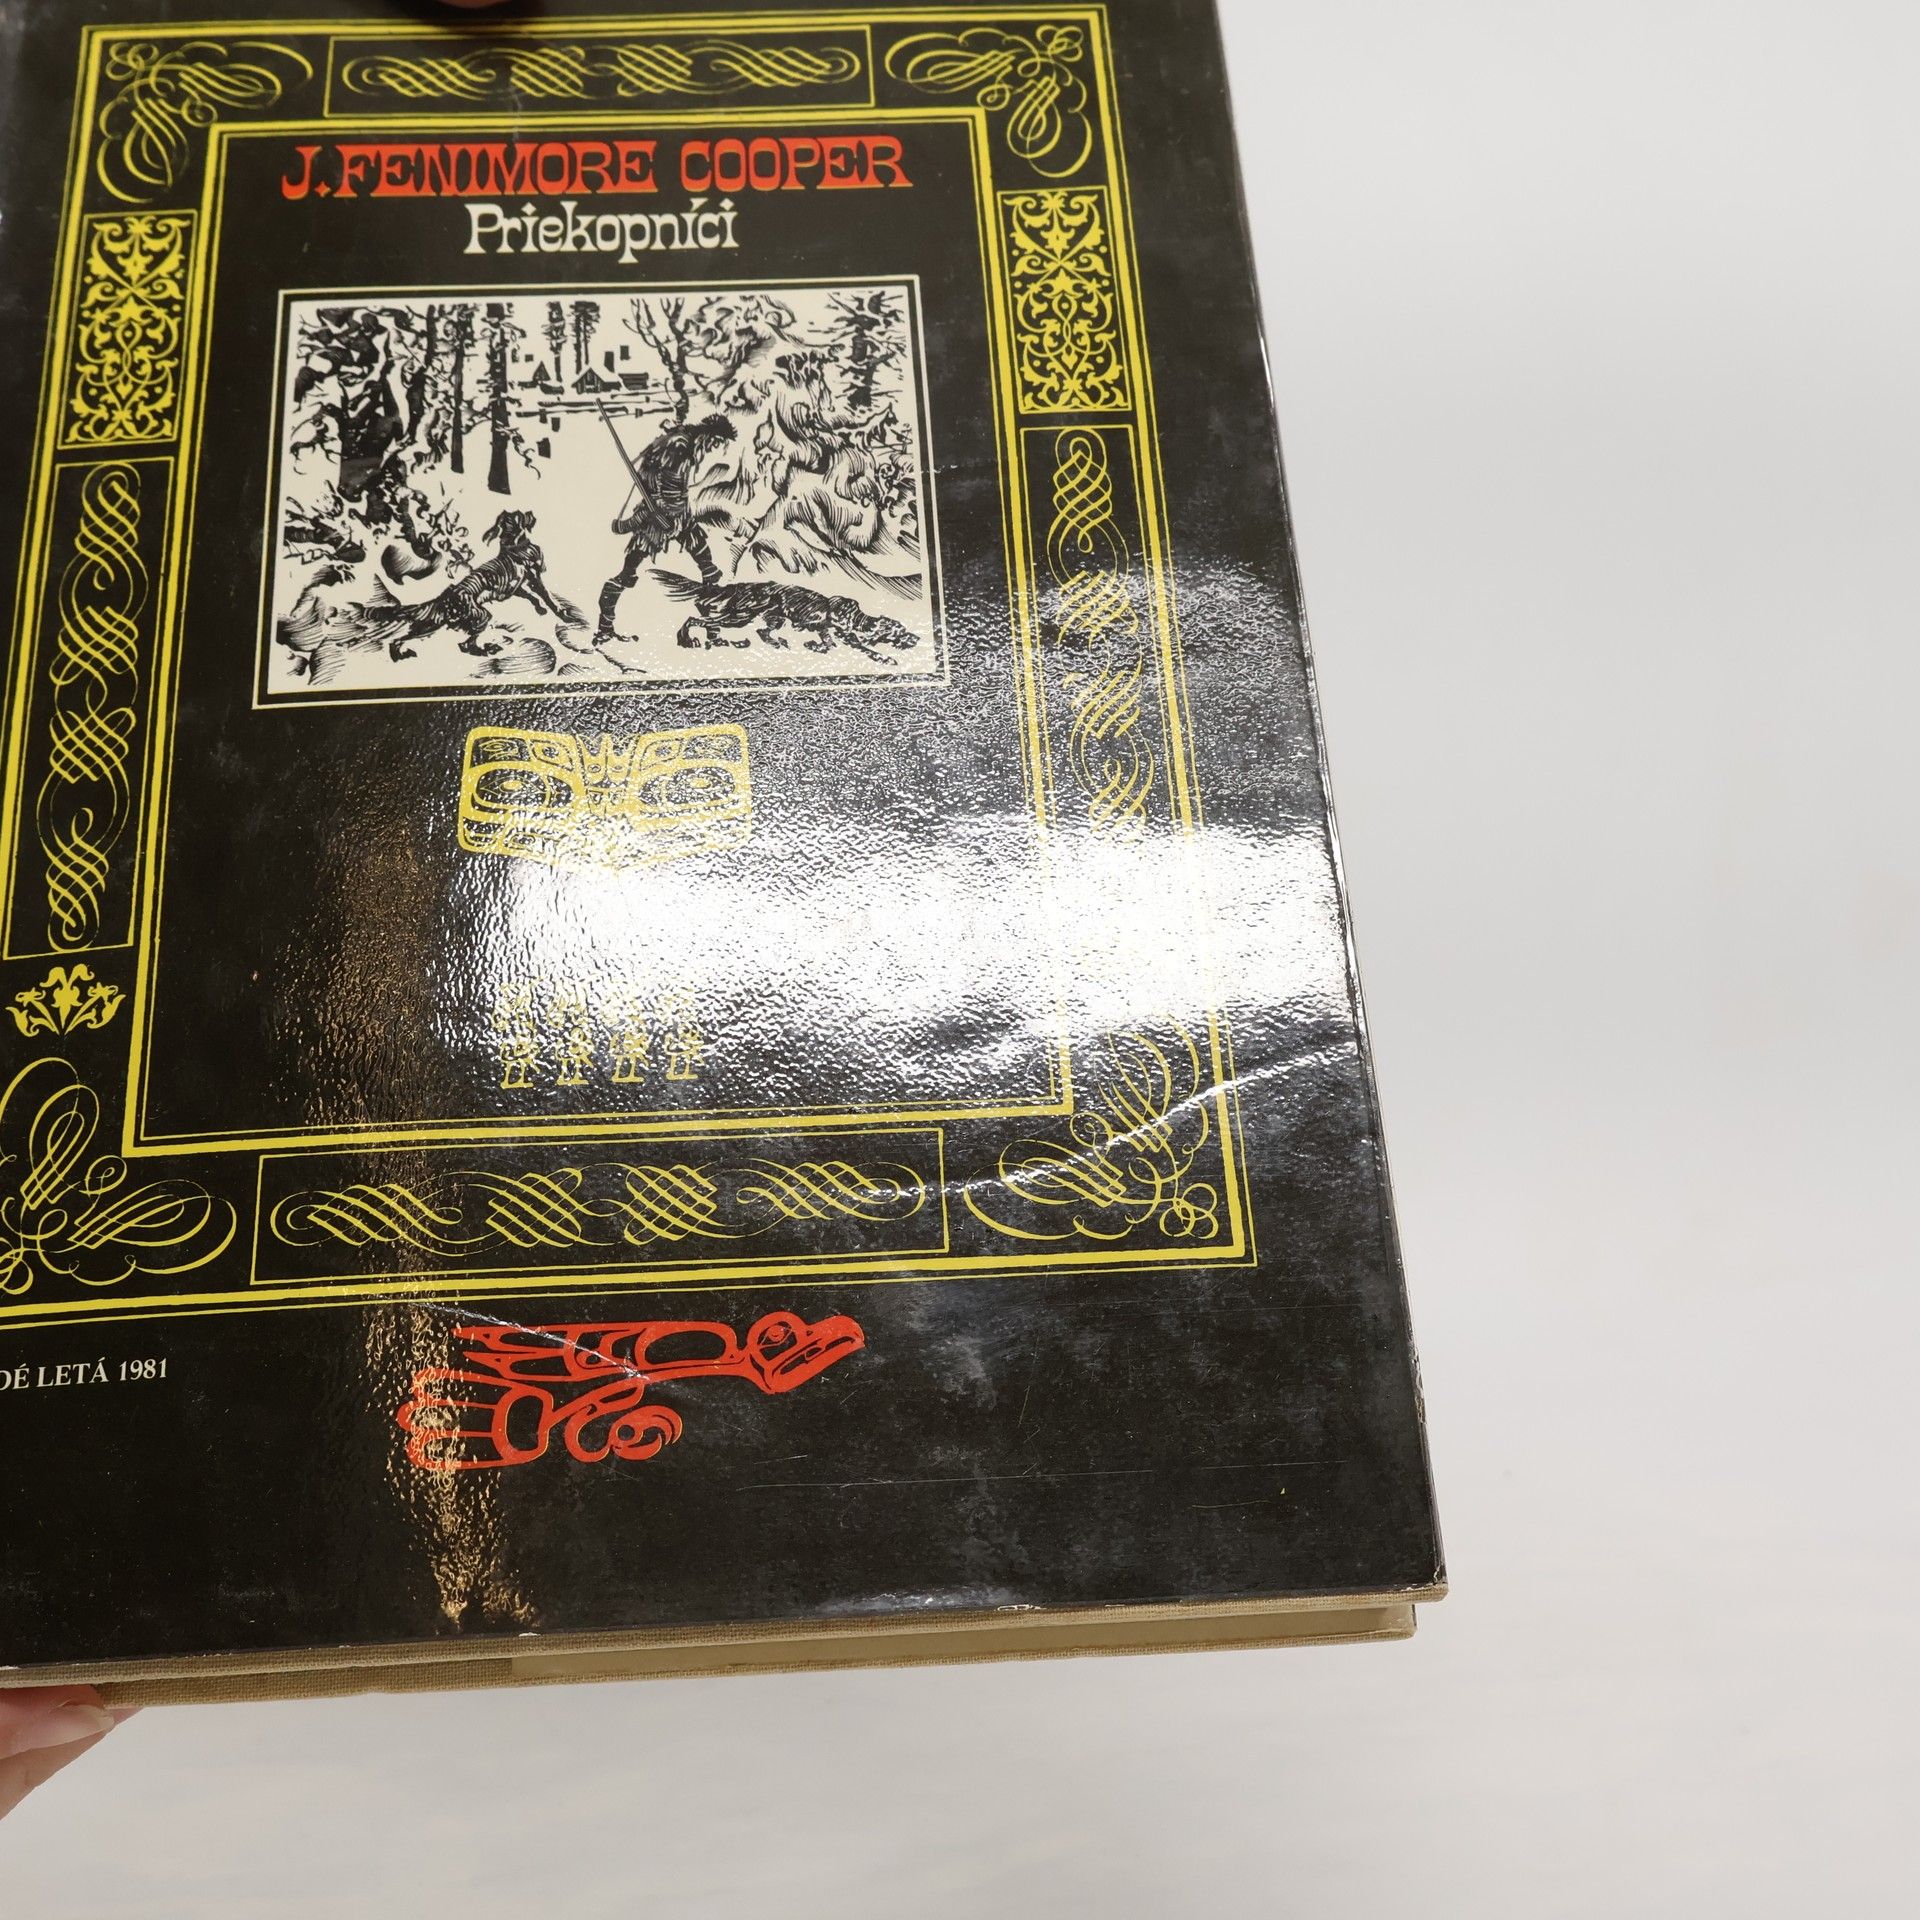 J. FENIMORE COOPER
Priekopníci
DÉ LETÁ 1981